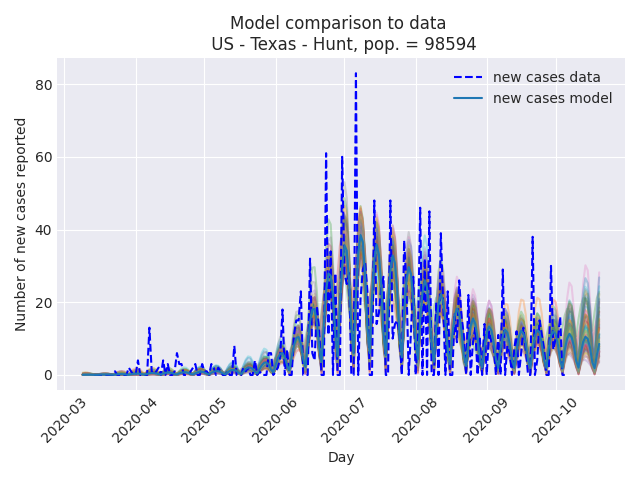 Model comparison to data
US - Texas - Hunt, pop. = 98594
new cases data
new cases model
Number of new cases reported
80
60
40
20
0
2020-03
2020-04
2020-05
2020-06
2020-07
2020-08
2020-09
2020-10
Day